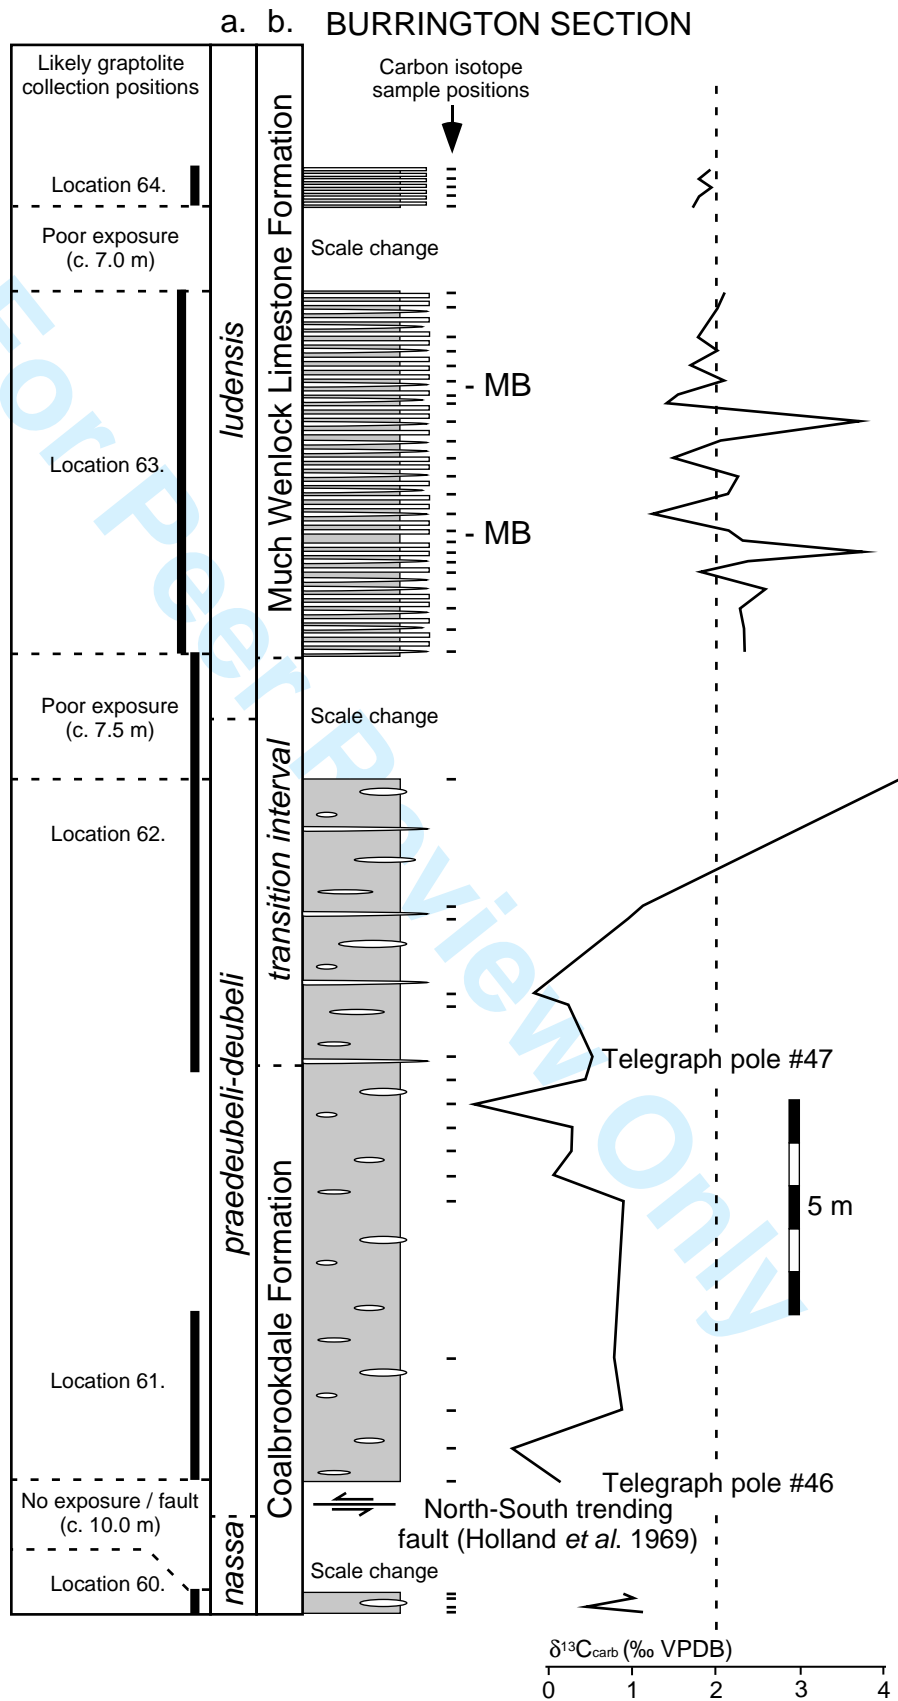 a. b. BURRINGTON SECTION
Likely graptolite
collection positions
Carbon isotope
sample positions
Location 64.
Poor exposure
(c. 7.0 m)
Scale change
ludensis
Much Wenlock Limestone Formation
- MB
Location 63.
- MB
Poor exposure
(c. 7.5 m)
Scale change
Location 62.
transition interval
praedeubeli-deubeli
Telegraph pole #47
Coalbrookdale Formation
5 m
Location 61.
Telegraph pole #46
No exposure / fault
(c. 10.0 m)
North-South trending
fault (Holland et al. 1969)
nassa
Scale change
Location 60.
δ¹³Ccarb (‰ VPDB)
0 1 2 3 4
For Peer Review Only